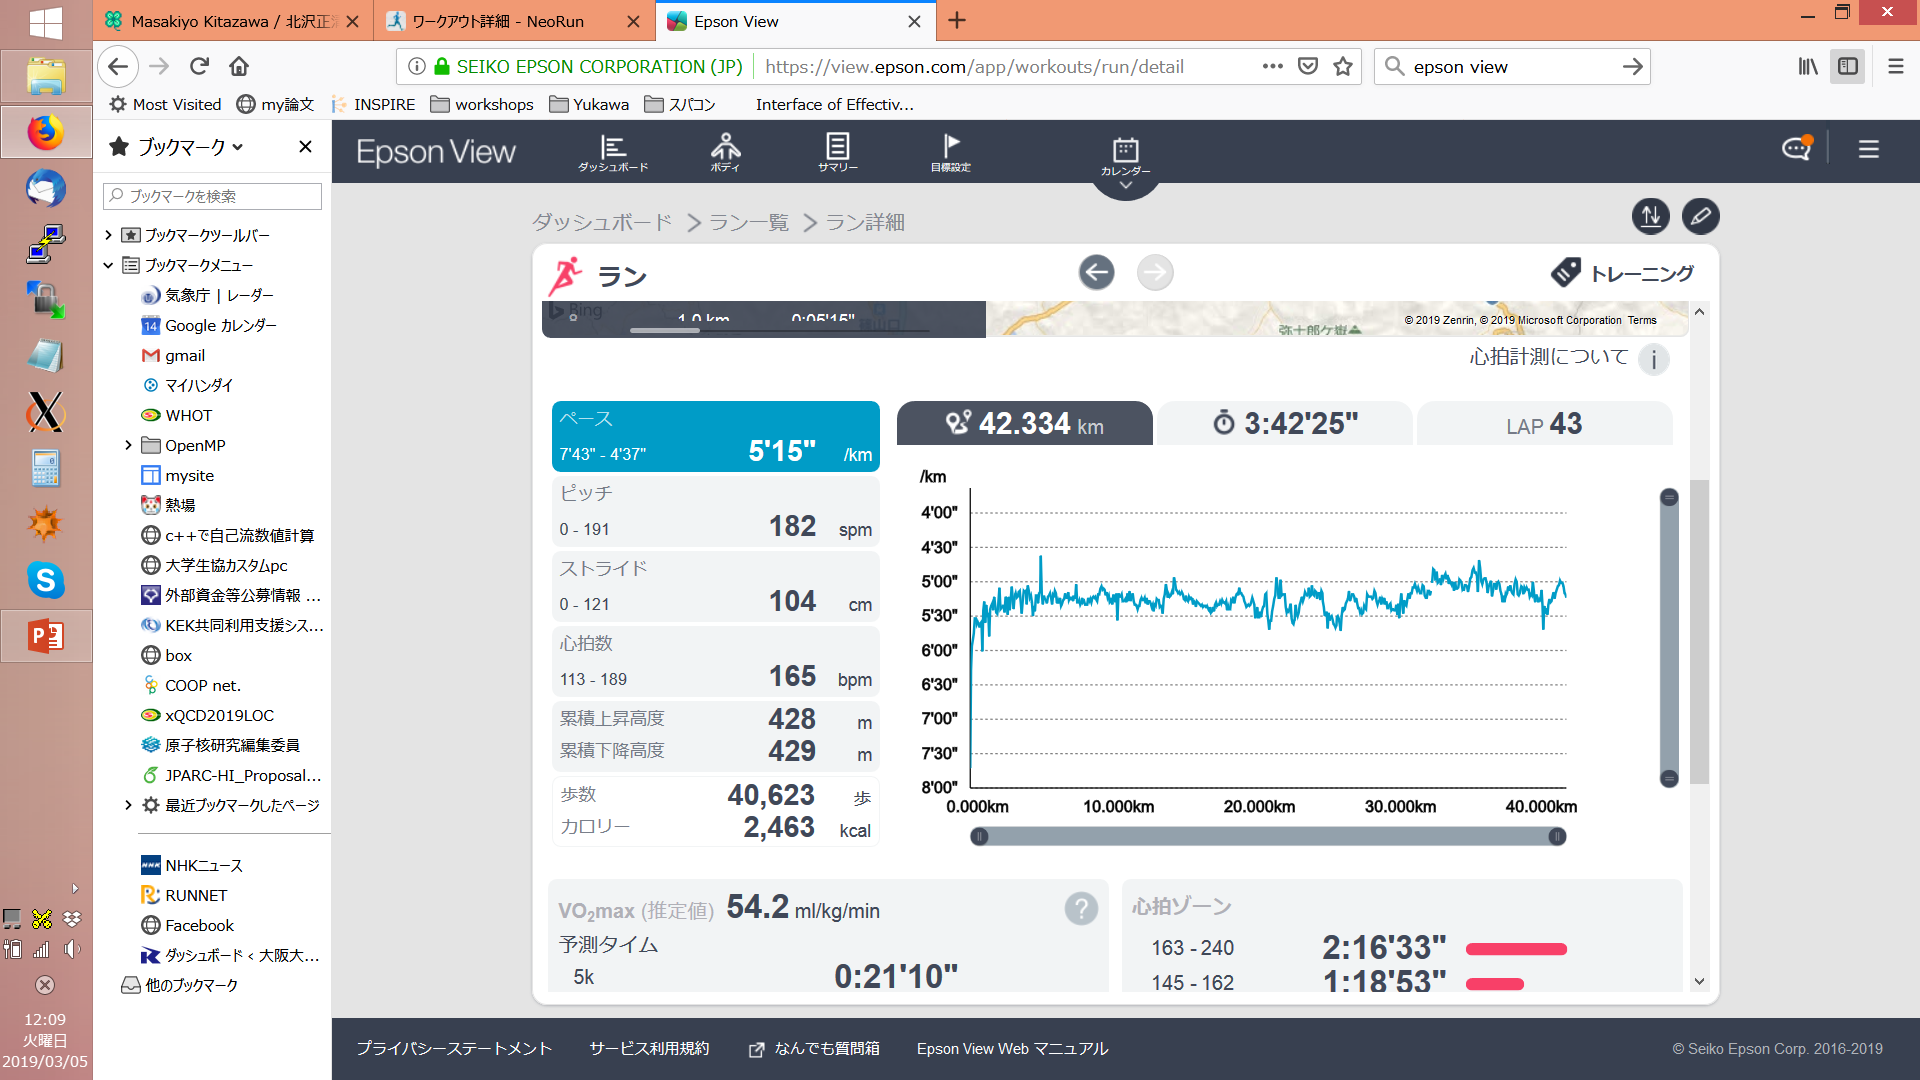 Masakiyo Kitazawa / 北沢正清
ワークアウト詳細 - NeoRun
Epson View
SEIKO EPSON CORPORATION (JP)
https://view.epson.com/app/workouts/run/detail
epson view
Most Visited
my論文
INSPIRE
workshops
Yukawa
スパコン
Interface of Effectiv...
ブックマーク
ブックマークを検索
ブックマークツールバー
ブックマークメニュー
気象庁 | レーダー
14
Google カレンダー
gmail
マイハンダイ
WHOT
OpenMP
mysite
熱場
c++で自己流数値計算
大学生協カスタムpc
外部資金等公募情報 ...
KEK共同利用支援シス...
box
COOP net.
xQCD2019LOC
原子核研究編集委員
JPARC-HI_Proposal...
最近ブックマークしたページ
NHKニュース
RUNNET
Facebook
ダッシュボード ‹ 大阪大...
他のブックマーク
12:09
火曜日
2019/03/05
Epson View
ダッシュボード
ボディ
サマリー
目標設定
カレンダー
ダッシュボード
ラン一覧
ラン詳細
ラン
トレーニング
Bing
8
1.0 km
0:05'15"
弥士郎ケ嶽
© 2019 Zenrin, © 2019 Microsoft Corporation Terms
心拍計測について
i
ペース
7'43" - 4'37"
5'15" /km
ピッチ
0 - 191
182 spm
ストライド
0 - 121
104 cm
心拍数
113 - 189
165 bpm
累積上昇高度 428 m
累積下降高度 429 m
歩数 40,623 歩
カロリー 2,463 kcal
42.334 km
3:42'25"
LAP 43
/km
4'00"
4'30"
5'00"
5'30"
6'00"
6'30"
7'00"
7'30"
8'00"
0.000km
10.000km
20.000km
30.000km
40.000km
VO2max (推定値) 54.2 ml/kg/min
?
予測タイム
5k
0:21'10"
心拍ゾーン
163 - 240 2:16'33"
145 - 162 1:18'53"
プライバシーステートメント
サービス利用規約
なんでも質問箱
Epson View Web マニュアル
© Seiko Epson Corp. 2016-2019